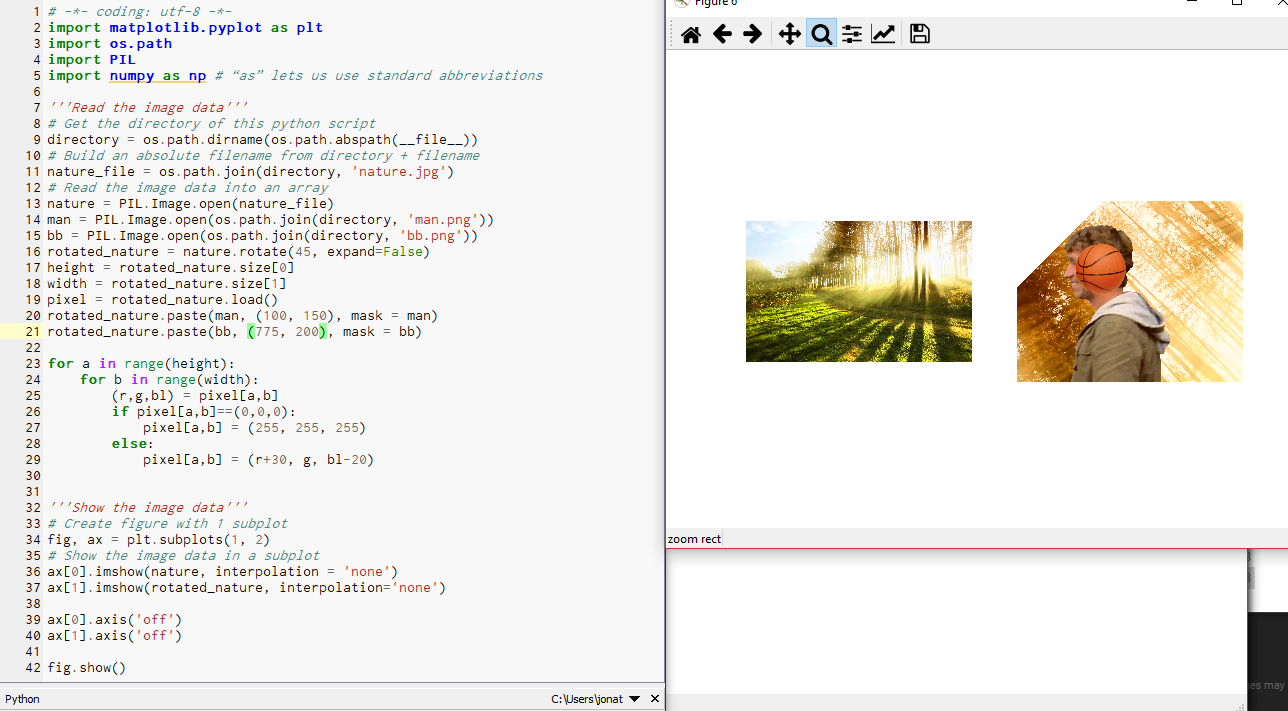 1 # -*- coding: utf-8 -*-
2 import matplotlib.pyplot as plt
3 import os.path
4 import PIL
5 import numpy as np # “as” lets us use standard abbreviations
6
7 '''Read the image data'''
8 # Get the directory of this python script
9 directory = os.path.dirname(os.path.abspath(__file__))
10 # Build an absolute filename from directory + filename
11 nature_file = os.path.join(directory, 'nature.jpg')
12 # Read the image data into an array
13 nature = PIL.Image.open(nature_file)
14 man = PIL.Image.open(os.path.join(directory, 'man.png'))
15 bb = PIL.Image.open(os.path.join(directory, 'bb.png'))
16 rotated_nature = nature.rotate(45, expand=False)
17 height = rotated_nature.size[0]
18 width = rotated_nature.size[1]
19 pixel = rotated_nature.load()
20 rotated_nature.paste(man, (100, 150), mask = man)
21 rotated_nature.paste(bb, (775, 200), mask = bb)
22
23 for a in range(height):
24     for b in range(width):
25         (r,g,bl) = pixel[a,b]
26         if pixel[a,b]==(0,0,0):
27             pixel[a,b] = (255, 255, 255)
28         else:
29             pixel[a,b] = (r+30, g, bl-20)
30
31
32 '''Show the image data'''
33 # Create figure with 1 subplot
34 fig, ax = plt.subplots(1, 2)
35 # Show the image data in a subplot
36 ax[0].imshow(nature, interpolation = 'none')
37 ax[1].imshow(rotated_nature, interpolation='none')
38
39 ax[0].axis('off')
40 ax[1].axis('off')
41
42 fig.show()
Python C:\Users\jonat
Figure 6
zoom rect
es may